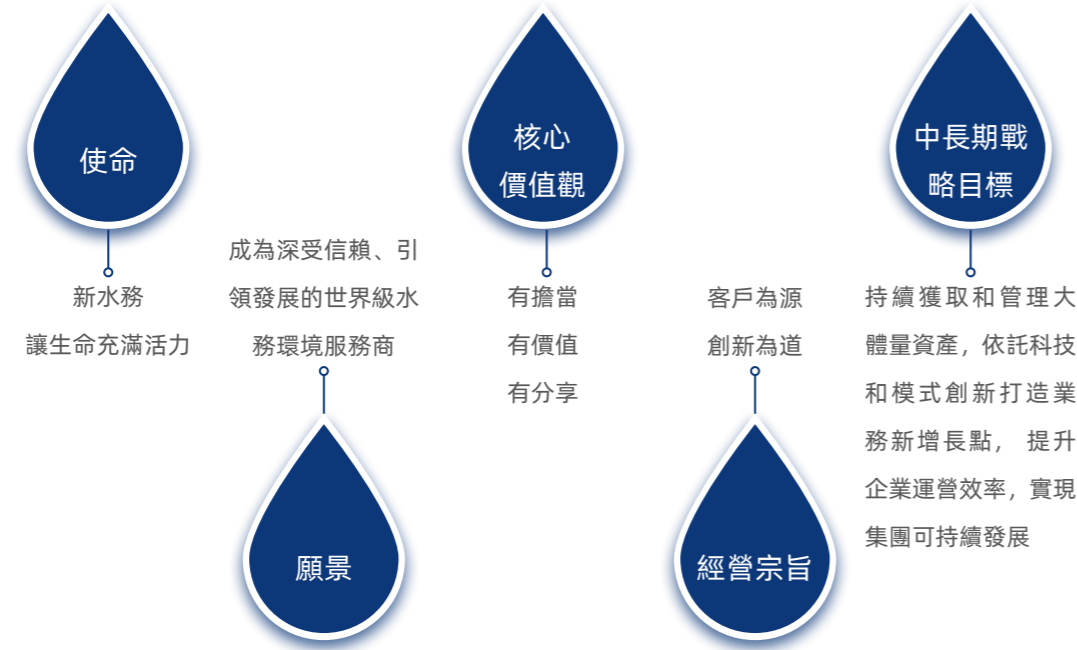 使命
新水務
讓生命充滿活力
成為深受信賴、引
領發展的世界級水
務環境服務商
願景
核心
價值觀
有擔當
有價值
有分享
客戶為源
創新為道
經營宗旨
中長期戰
略目標
持續獲取和管理大
體量資產，依託科技
和模式創新打造業
務新增長點， 提升
企業運營效率，實現
集團可持續發展